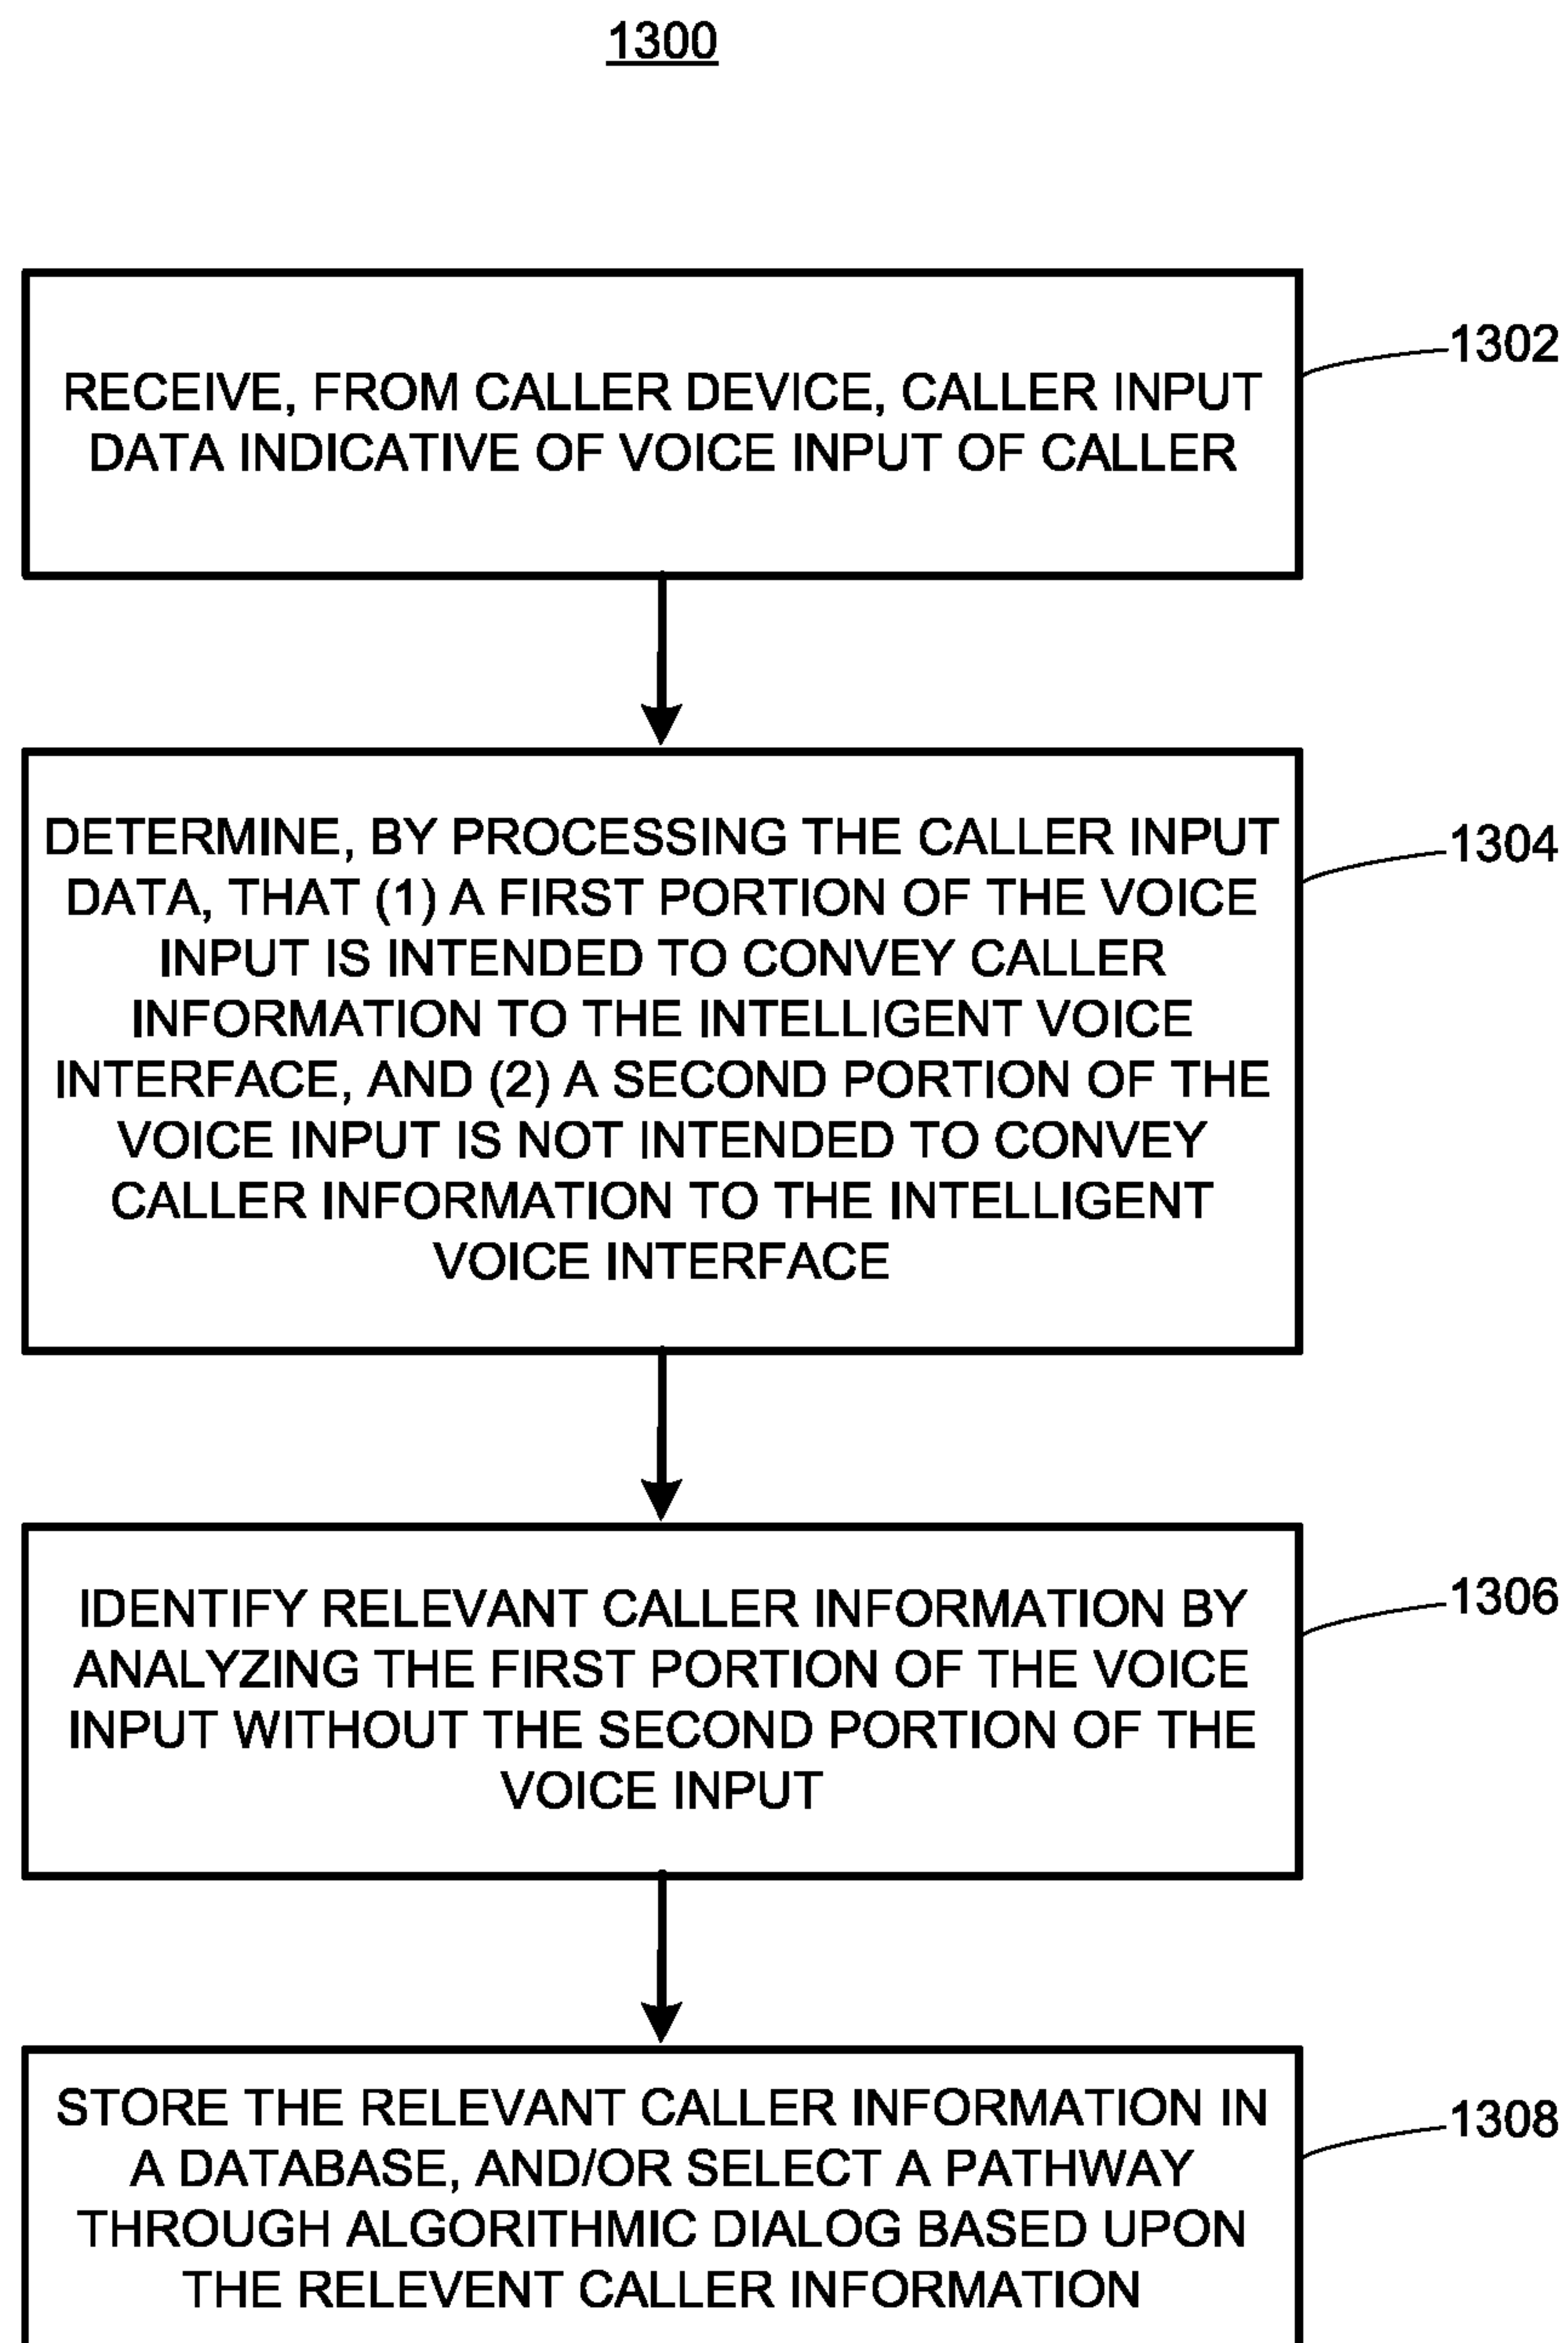 1300
RECEIVE, FROM CALLER DEVICE, CALLER INPUT
DATA INDICATIVE OF VOICE INPUT OF CALLER
1302
DETERMINE, BY PROCESSING THE CALLER INPUT
DATA, THAT (1) A FIRST PORTION OF THE VOICE
INPUT IS INTENDED TO CONVEY CALLER
INFORMATION TO THE INTELLIGENT VOICE
INTERFACE, AND (2) A SECOND PORTION OF THE
VOICE INPUT IS NOT INTENDED TO CONVEY
CALLER INFORMATION TO THE INTELLIGENT
VOICE INTERFACE
1304
IDENTIFY RELEVANT CALLER INFORMATION BY
ANALYZING THE FIRST PORTION OF THE VOICE
INPUT WITHOUT THE SECOND PORTION OF THE
VOICE INPUT
1306
STORE THE RELEVANT CALLER INFORMATION IN
A DATABASE, AND/OR SELECT A PATHWAY
THROUGH ALGORITHMIC DIALOG BASED UPON
THE RELEVENT CALLER INFORMATION
1308